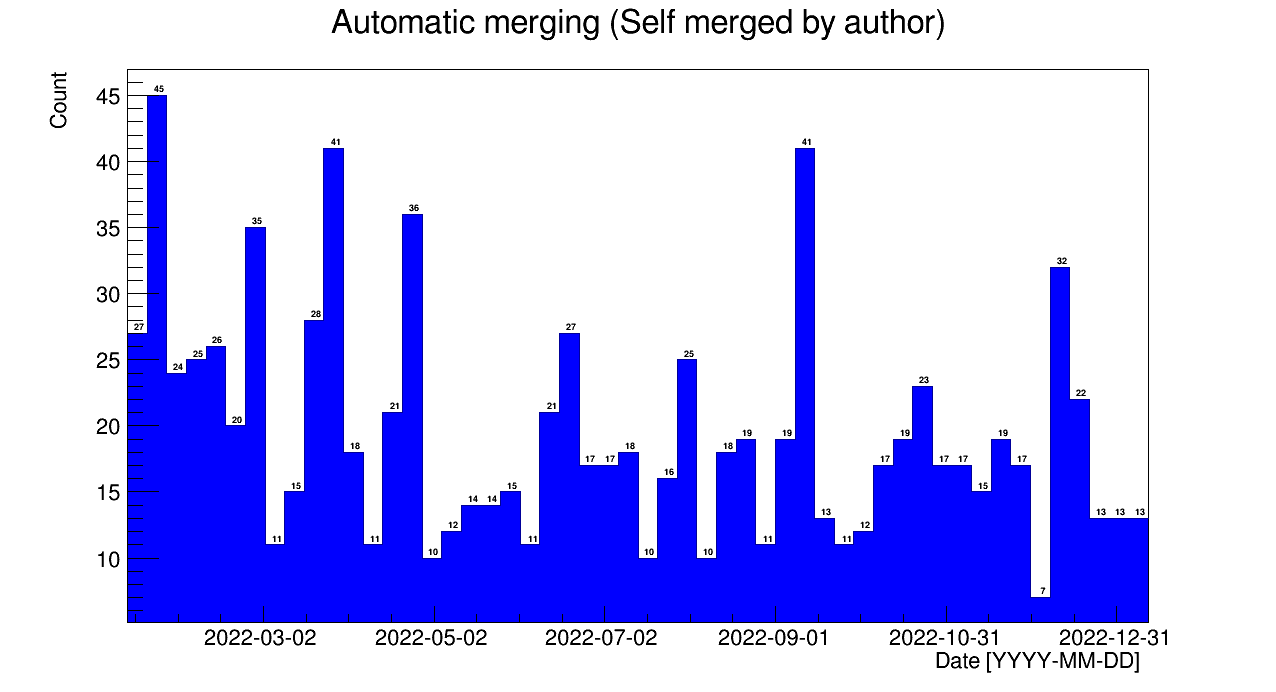 Automatic merging (Self merged by author)
Count
45
40
35
30
25
20
15
10
27 45 24 25 26 20 35 11 15 28 41 18 11 21 36 10 12 14 14 15 11 21 27 17 17 18 10 16 25 10 18 19 11 19 41 13 11 12 17 19 23 17 17 15 19 17 7 32 22 13 13 13
2022-03-02 2022-05-02 2022-07-02 2022-09-01 2022-10-31 2022-12-31
Date [YYYY-MM-DD]